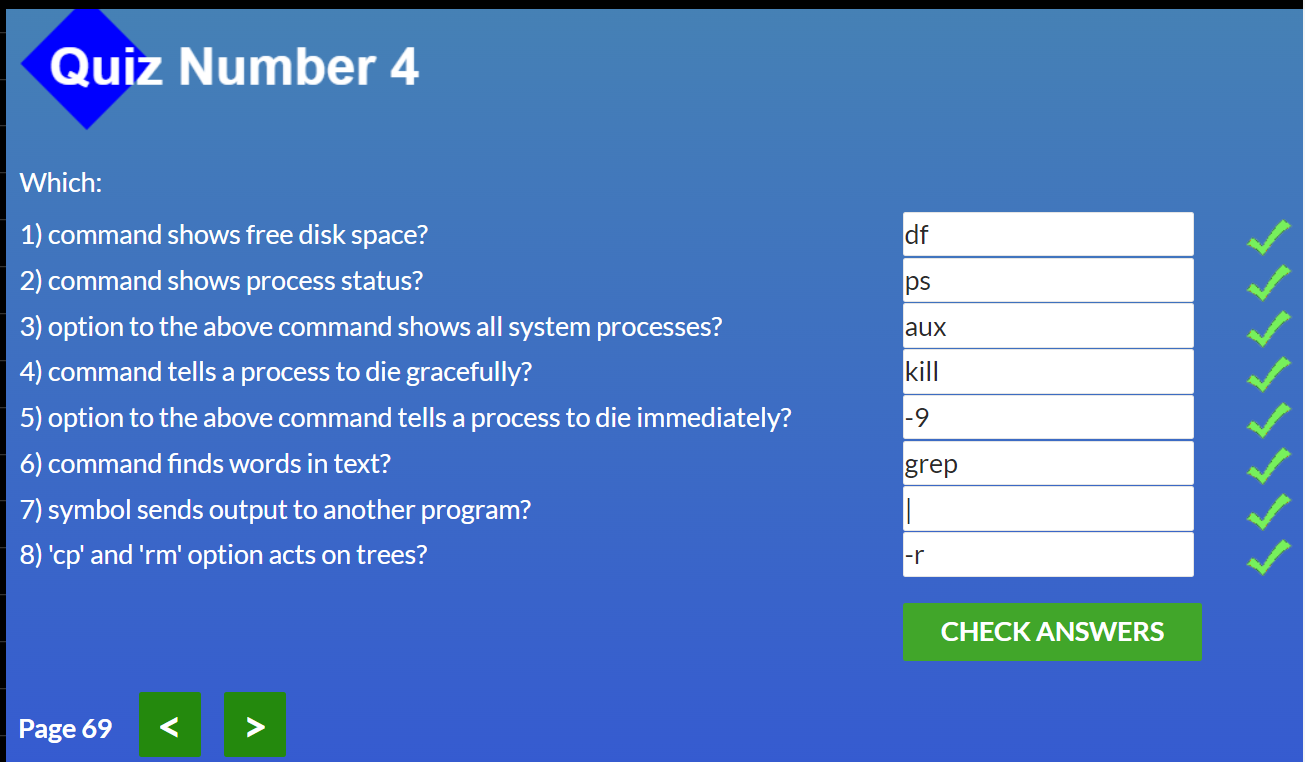 Quiz Number 4
Which:
1) command shows free disk space? df
2) command shows process status? ps
3) option to the above command shows all system processes? aux
4) command tells a process to die gracefully? kill
5) option to the above command tells a process to die immediately? -9
6) command finds words in text? grep
7) symbol sends output to another program? |
8) 'cp' and 'rm' option acts on trees? -r
CHECK ANSWERS
Page 69 < >